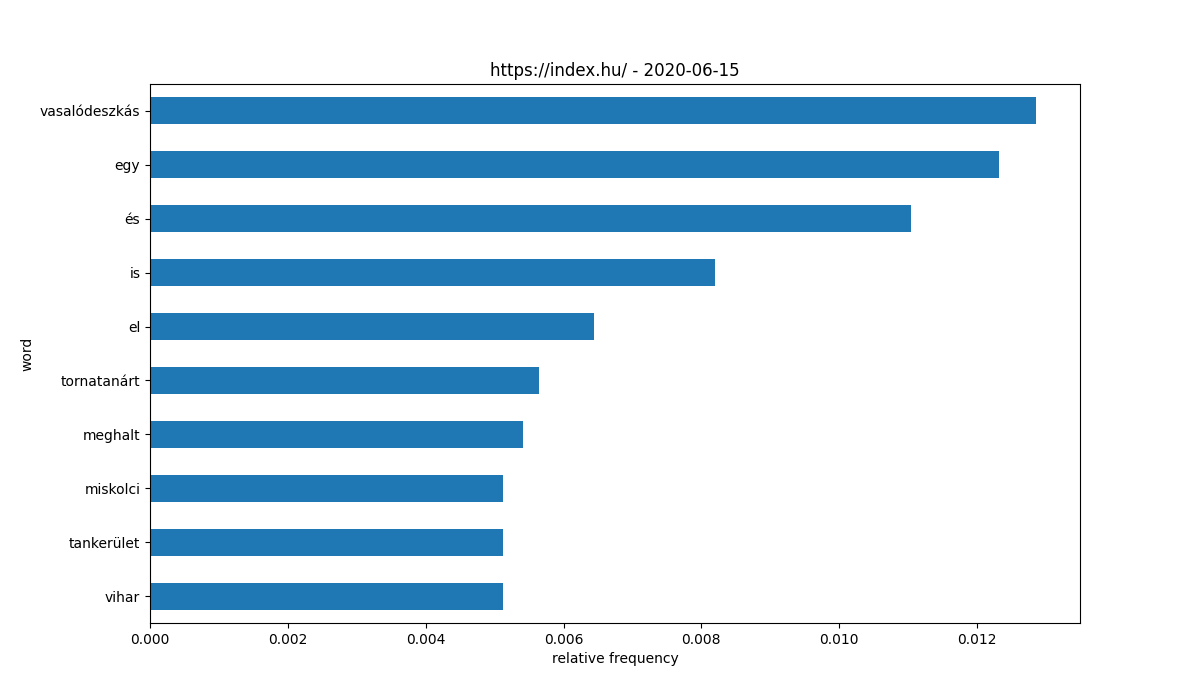 https://index.hu/ - 2020-06-15
vasalódeszkás
egy
és
is
el
tornatanárt
meghalt
miskolci
tankerület
vihar
word
0.000 0.002 0.004 0.006 0.008 0.010 0.012
relative frequency